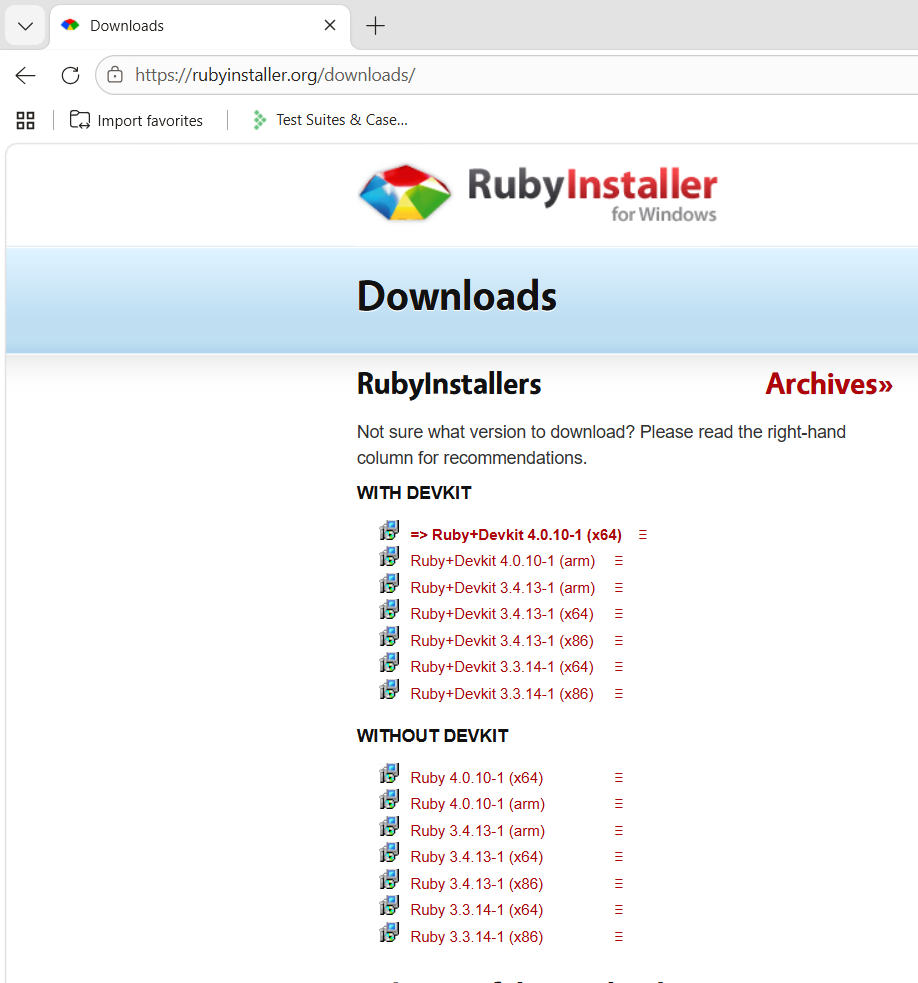 Downloads
https://rubyinstaller.org/downloads/
Import favorites
Test Suites & Case...
RubyInstaller
for Windows
Downloads
RubyInstallers
Archives»
Not sure what version to download? Please read the right-hand
column for recommendations.
WITH DEVKIT
=> Ruby+Devkit 4.0.10-1 (x64)
Ruby+Devkit 4.0.10-1 (arm)
Ruby+Devkit 3.4.13-1 (arm)
Ruby+Devkit 3.4.13-1 (x64)
Ruby+Devkit 3.4.13-1 (x86)
Ruby+Devkit 3.3.14-1 (x64)
Ruby+Devkit 3.3.14-1 (x86)
WITHOUT DEVKIT
Ruby 4.0.10-1 (x64)
Ruby 4.0.10-1 (arm)
Ruby 3.4.13-1 (arm)
Ruby 3.4.13-1 (x64)
Ruby 3.4.13-1 (x86)
Ruby 3.3.14-1 (x64)
Ruby 3.3.14-1 (x86)